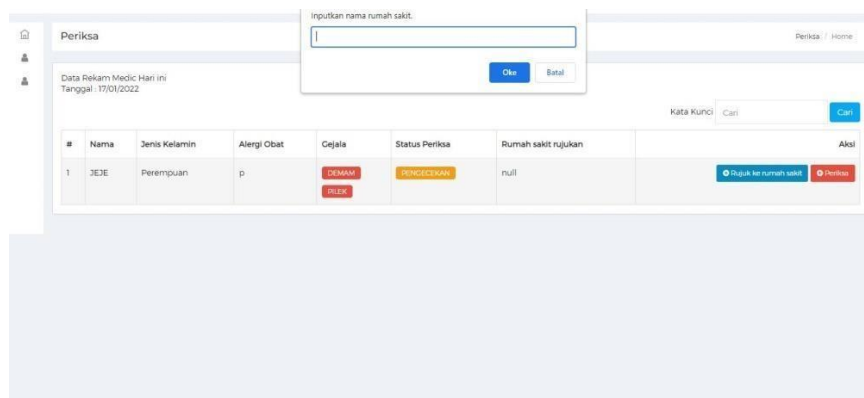 Inputkan nama rumah sakit.
Periksa
Periksa / Home
Oke Batal
Data Rekam Medic Hari ini
Tanggal : 17/01/2022
Kata Kunci Cari Cari
# Nama Jenis Kelamin Alergi Obat Gejala Status Periksa Rumah sakit rujukan Aksi
1 JEJE Perempuan p DEMAM PENGECEKAN null Rujuk ke rumah sakit Periksa
PILEK